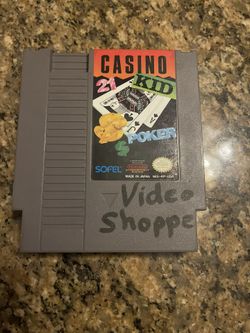 CASINO
KID
21
POKER
SOFEL
MADE IN JAPAN
Video
Shoppe